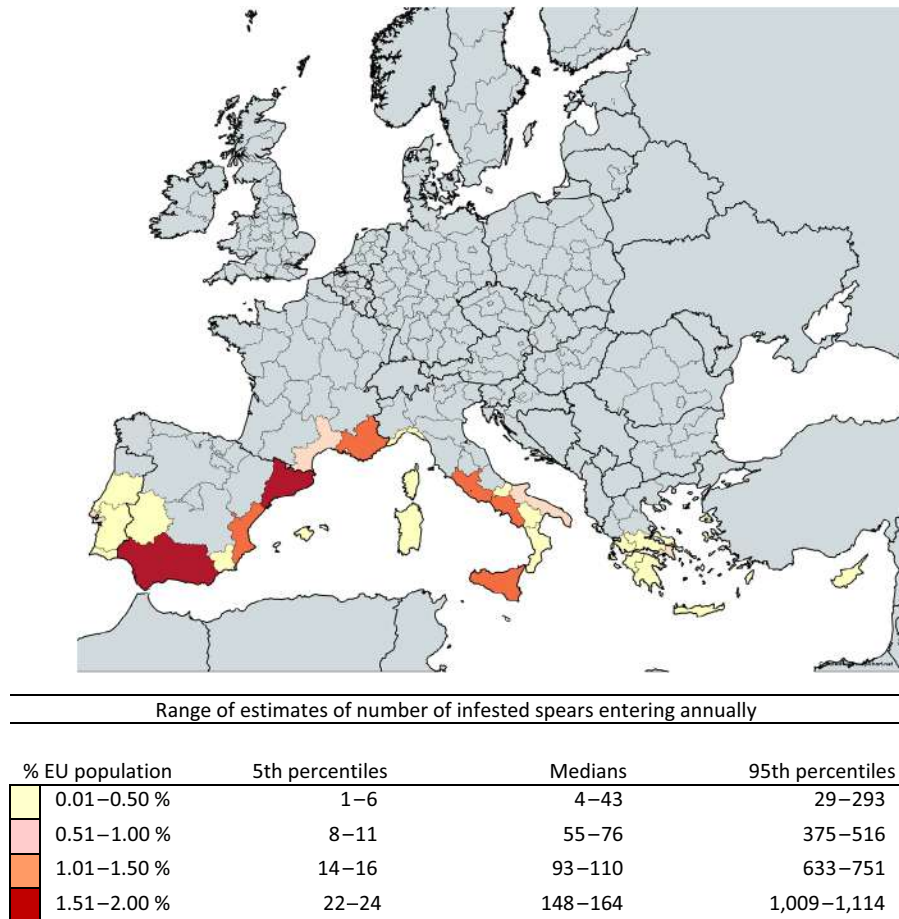 Range of estimates of number of infested spears entering annually
% EU population 5th percentiles Medians 95th percentiles
0.01–0.50 % 1–6 4–43 29–293
0.51–1.00 % 8–11 55–76 375–516
1.01–1.50 % 14–16 93–110 633–751
1.51–2.00 % 22–24 148–164 1,009–1,114